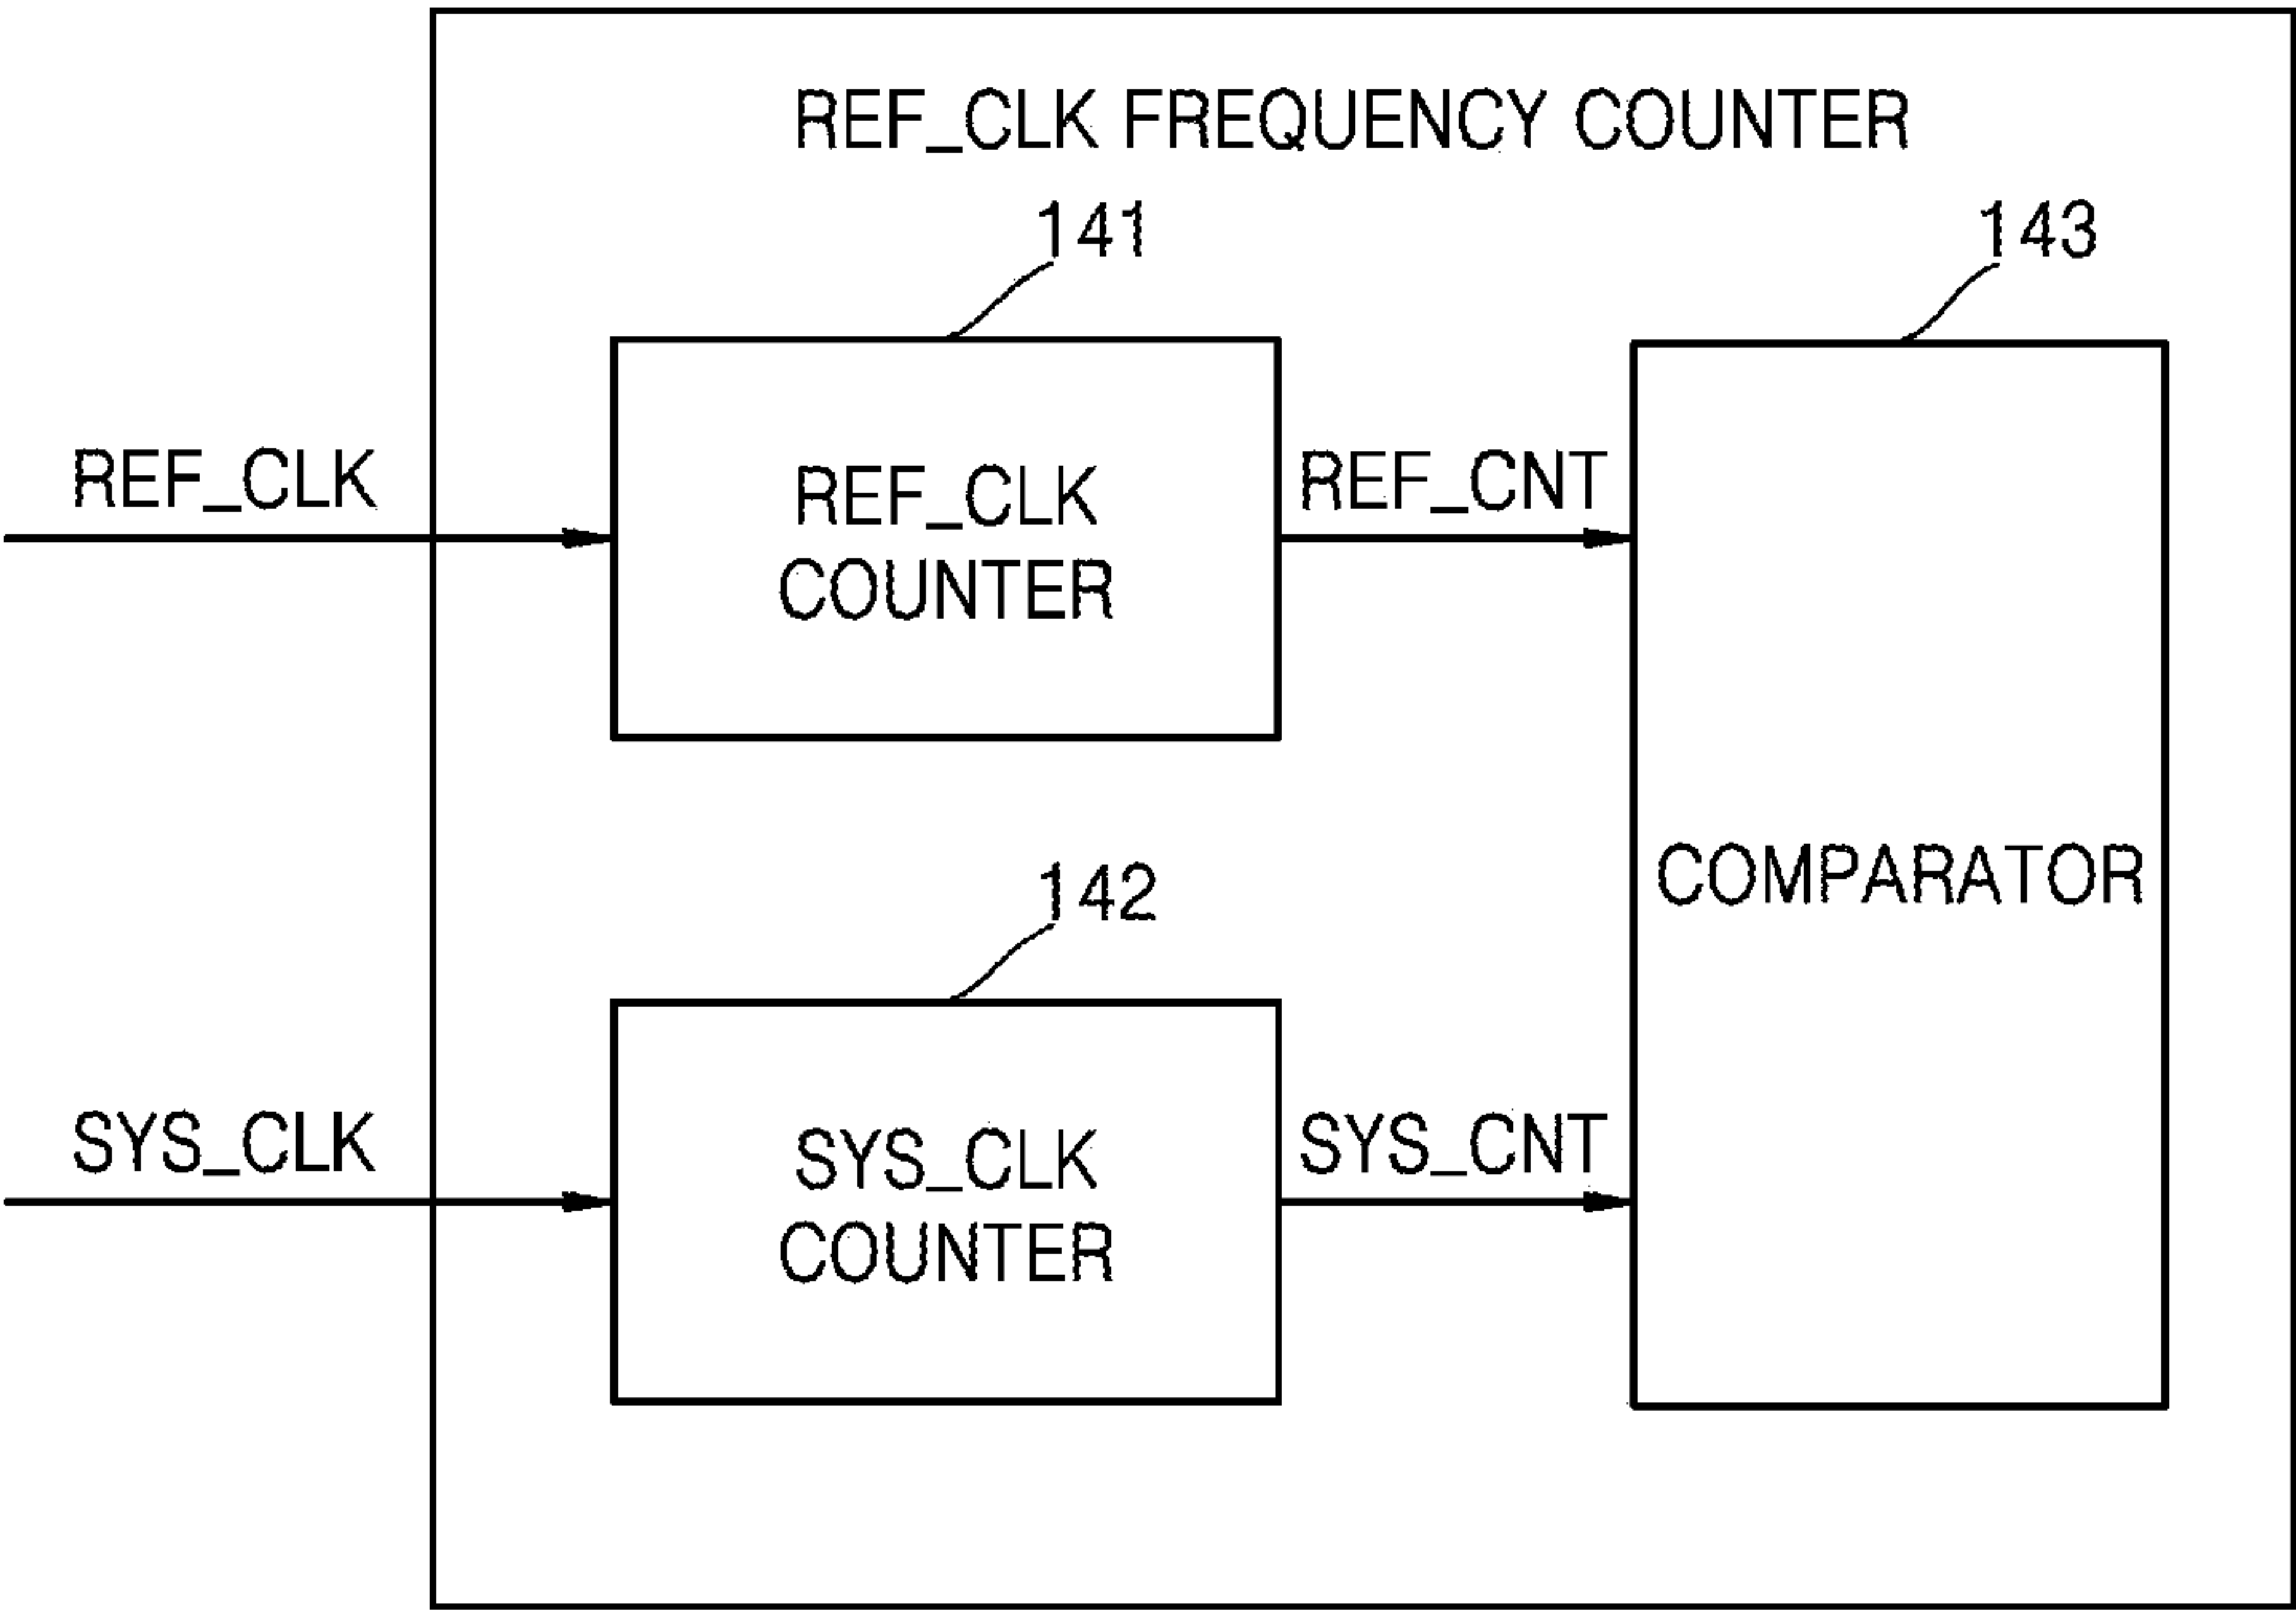 REF_CLK FREQUENCY COUNTER
141
143
REF_CLK
REF_CLK
COUNTER
REF_CNT
COMPARATOR
142
SYS_CLK
SYS_CLK
COUNTER
SYS_CNT